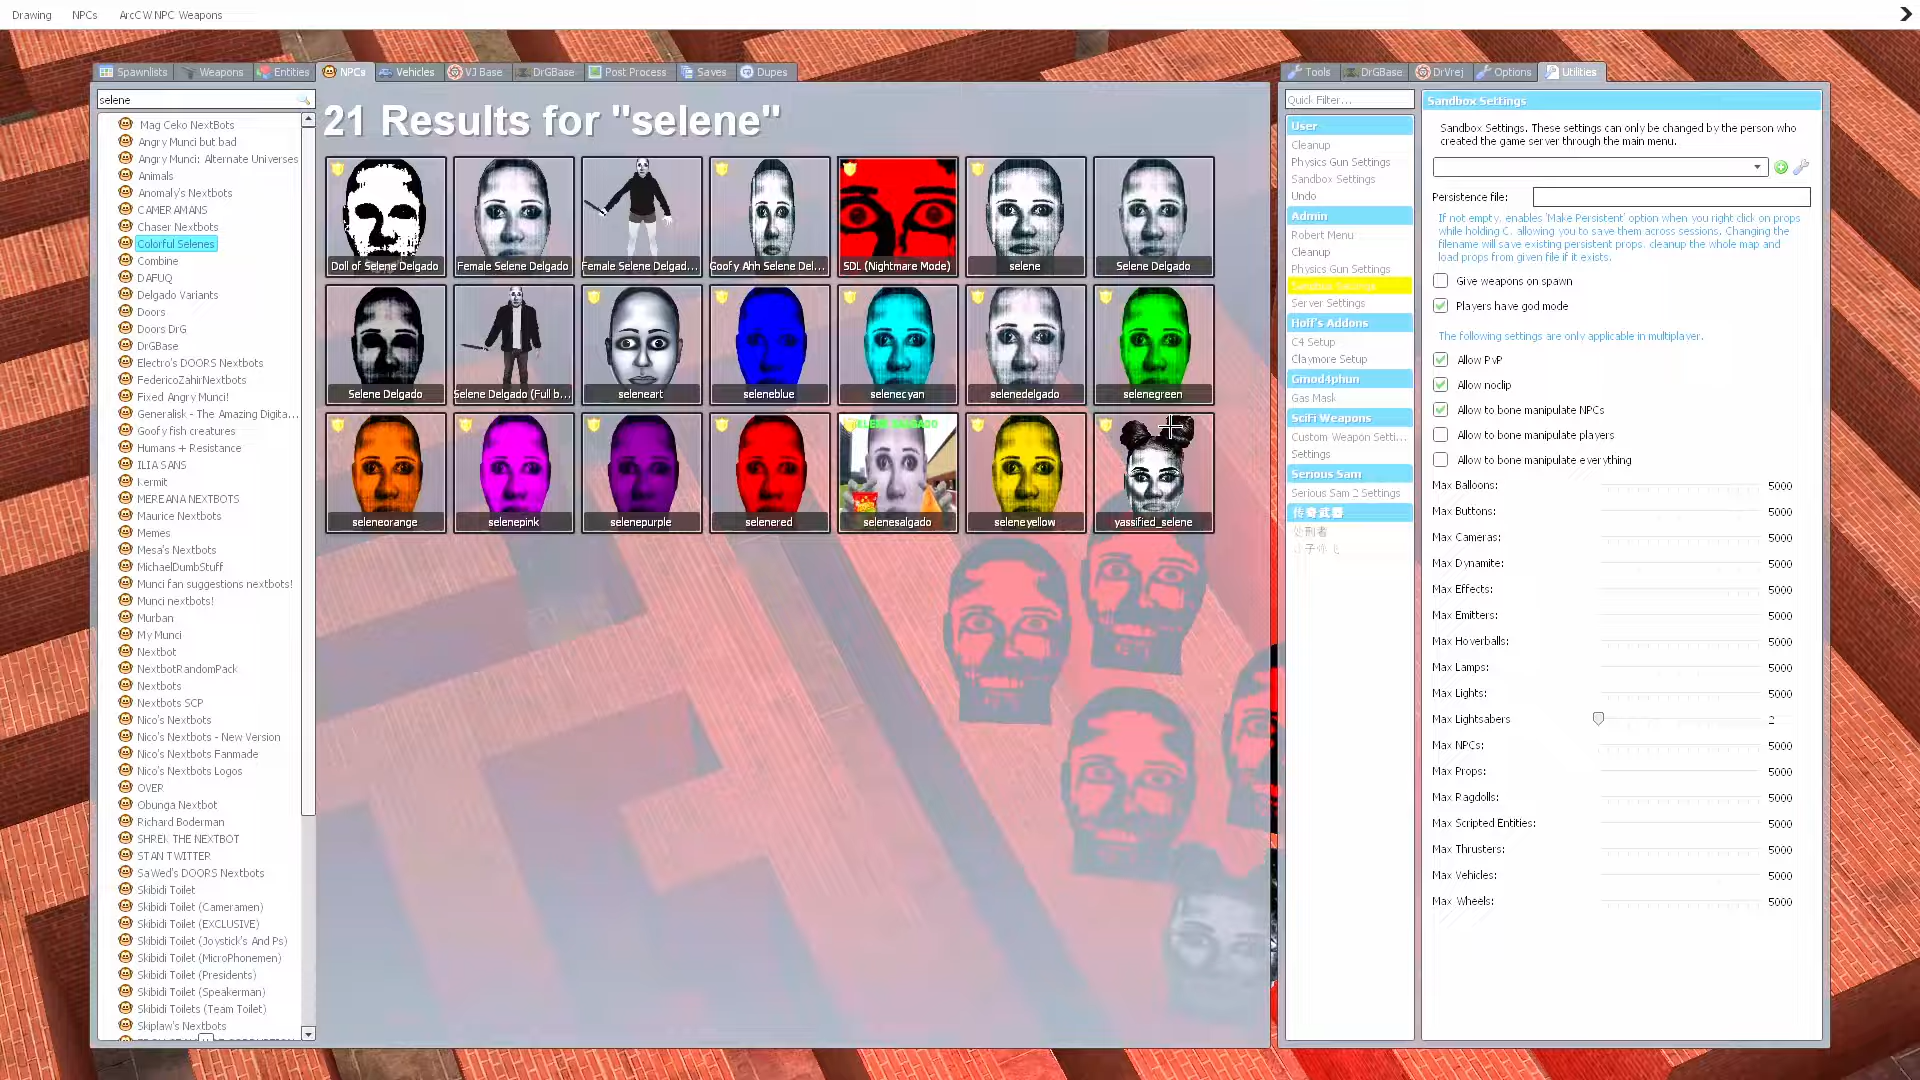 Drawing NPCs ArcCW NPC Weapons
Spawnlists Weapons Entities NPCs Vehicles VJ Base DrGBase Post Process Saves Dupes
selene
Mag Ceko NextBots
Angry Munci but bad
Angry Munci: Alternate Universes
Animals
Anomaly's Nextbots
CAMERAMANS
Chaser Nextbots
Colorful Selenes
Combine
DAFUQ
Delgado Variants
Doors
Doors DrG
DrGBase
Electro's DOORS Nextbots
FedericoZahirNextbots
Fixed Angry Munci!
Generalisk - The Amazing Digita...
Goofy fish creatures
Humans + Resistance
ILIA SANS
Kermit
MEREANA NEXTBOTS
Maurice Nextbots
Memes
Mesa's Nextbots
MichaelDumbStuff
Munci fan suggestions nextbots!
Munci nextbots!
Murban
My Munci
Nextbot
NextbotRandomPack
Nextbots
Nextbots SCP
Nico's Nextbots
Nico's Nextbots - New Version
Nico's Nextbots Fanmade
Nico's Nextbots Logos
OVER
Obunga Nextbot
Richard Boderman
SHREK THE NEXTBOT
STAN TWITTER
SaWed's DOORS Nextbots
Skibidi Toilet
Skibidi Toilet (Cameramen)
Skibidi Toilet (EXCLUSIVE)
Skibidi Toilet (Joystick's And Ps)
Skibidi Toilet (MicroPhonemen)
Skibidi Toilet (Presidents)
Skibidi Toilet (Speakerman)
Skibidi Toilets (Team Toilet)
Skiplaw's Nextbots
21 Results for "selene"
Doll of Selene Delgado
Female Selene Delgado
Female Selene Delgad...
Goofy Ahh Selene Del...
SDL (Nightmare Mode)
selene
Selene Delgado
Selene Delgado
Selene Delgado (Full b...
seleneart
seleneblue
selenecyan
selenedelgado
selenegreen
seleneorange
selenepink
selenepurple
selenered
selenesalgado
seleneyellow
yassified_selene
Tools DrGBase DrVrej Options Utilities
Quick Filter...
User
Cleanup
Physics Gun Settings
Sandbox Settings
Undo
Admin
Robert Menu
Cleanup
Physics Gun Settings
Sandbox Settings
Server Settings
Hoff's Addons
C4 Setup
Claymore Setup
Gmod4phun
Gas Mask
SciFi Weapons
Custom Weapon Setti...
Settings
Serious Sam
Serious Sam 2 Settings
传奇武器
处刑者
Sandbox Settings
Sandbox Settings. These settings can only be changed by the person who
created the game server through the main menu.
Persistence file:
If not empty, enables 'Make Persistent' option when you right click on props
while holding C, allowing you to save them across sessions. Changing the
filename will save existing persistent props, cleanup the whole map and
load props from given file if it exists.
Give weapons on spawn
Players have god mode
The following settings are only applicable in multiplayer.
Allow PvP
Allow noclip
Allow to bone manipulate NPCs
Allow to bone manipulate players
Allow to bone manipulate everything
Max Balloons: 5000
Max Buttons: 5000
Max Cameras: 5000
Max Dynamite: 5000
Max Effects: 5000
Max Emitters: 5000
Max Hoverballs: 5000
Max Lamps: 5000
Max Lights: 5000
Max Lightsabers 2
Max NPCs: 5000
Max Props: 5000
Max Ragdolls: 5000
Max Scripted Entities: 5000
Max Thrusters: 5000
Max Vehicles: 5000
Max Wheels: 5000